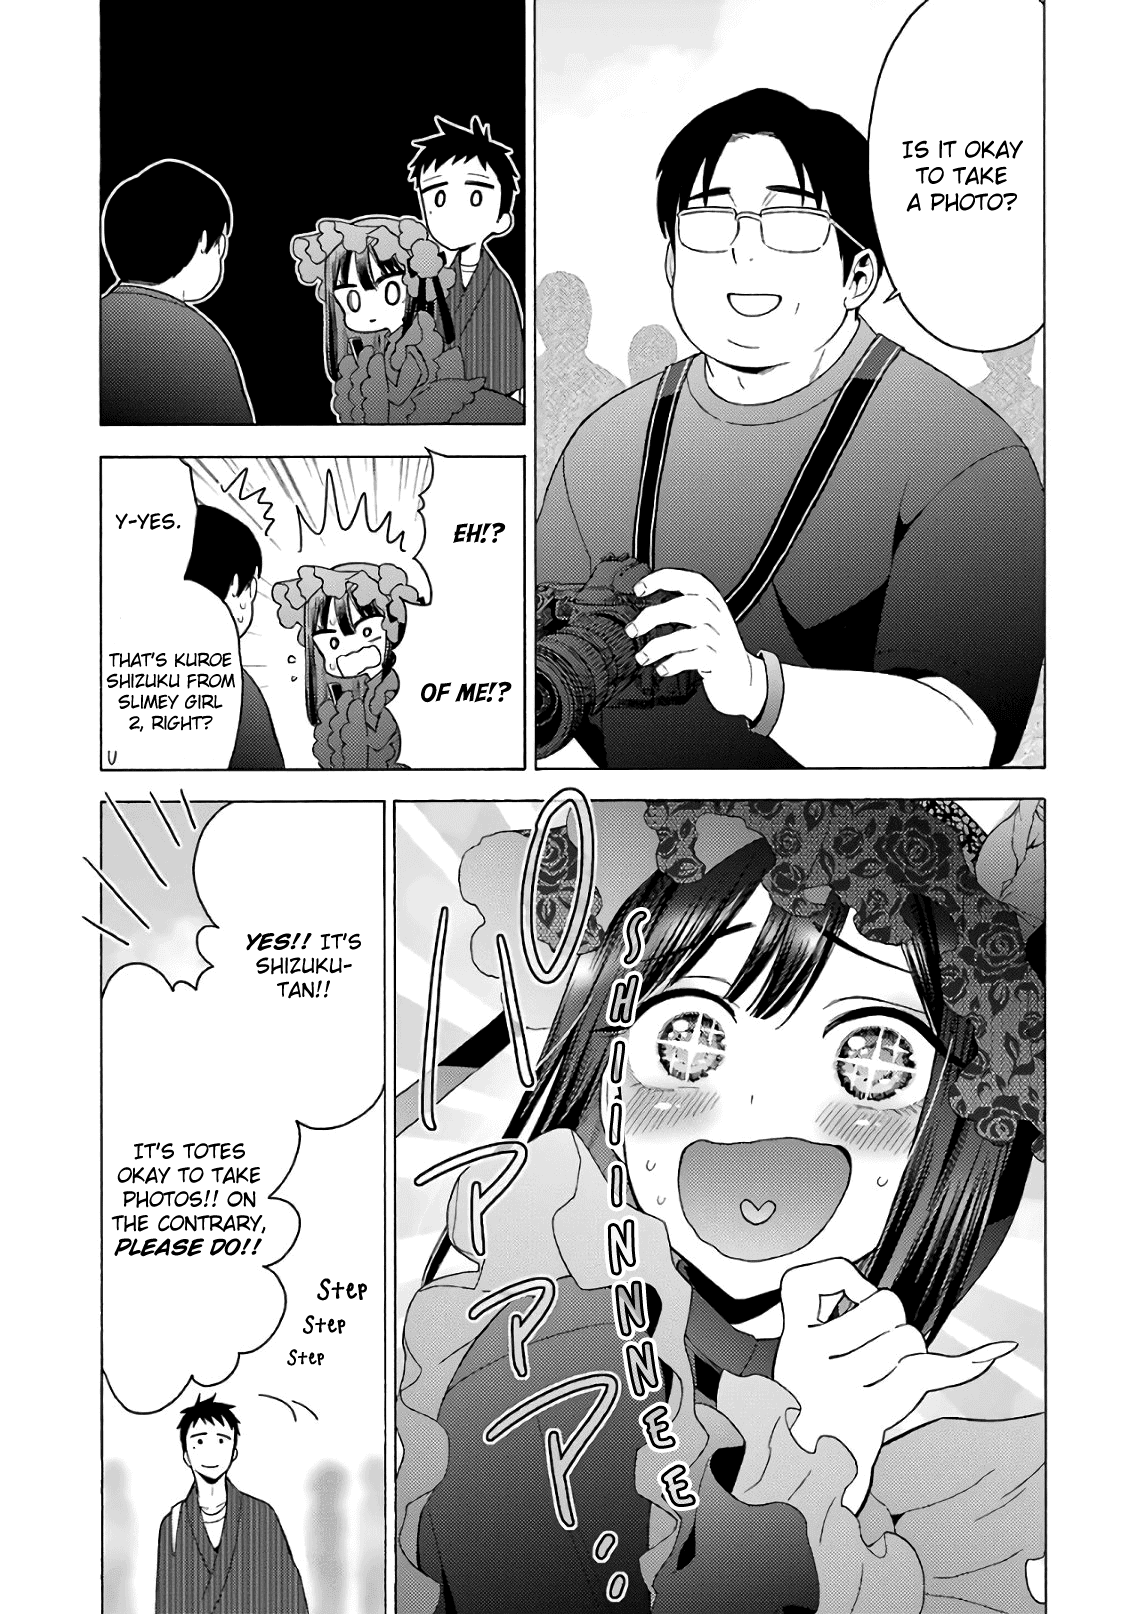 IS IT OKAY
TO TAKE
A PHOTO?
EH!?
OF ME!?
Y-YES.
THAT'S KUROE
SHIZUKU FROM
SLIMEY GIRL
2, RIGHT?
パアアア...
SHIIINNNEEE
YES!! IT'S
SHIZUKU-
TAN!!
IT'S TOTES
OKAY TO TAKE
PHOTOS!! ON
THE CONTRARY,
PLEASE DO!!
Step
Step
Step